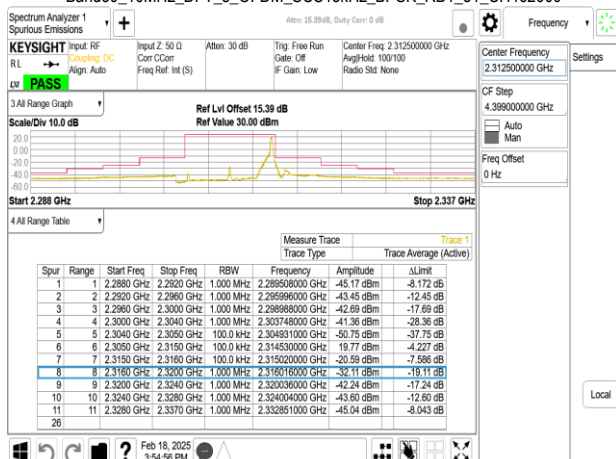 Spectrum Analyzer 1
Spurious Emissions
Attn: 15.39dB, Duty Corr: 0 dB
Frequency
KEYSIGHT Input: RF
Coupling: DC
Align: Auto
Input Z: 50 Ω
Corr CCorr
Freq Ref: Int (S)
Atten: 30 dB
Trig: Free Run
Gate: Off
IF Gain: Low
Center Freq: 2.312500000 GHz
Avg|Hold: 100/100
Radio Std: None
RL
LXI PASS
Center Frequency
2.312500000 GHz
Settings
CF Step
4.399000000 GHz
Auto
Man
Freq Offset
0 Hz
3 All Range Graph
Scale/Div 10.0 dB
Ref Lvl Offset 15.39 dB
Ref Value 30.00 dBm
20.0
0.00
-20.0
-40.0
-60.0
Start 2.288 GHz Stop 2.337 GHz
4 All Range Table
Measure Trace Trace 1
Trace Type Trace Average (Active)
Spur Range Start Freq Stop Freq RBW Frequency Amplitude ΔLimit
1 1 2.2880 GHz 2.2920 GHz 1.000 MHz 2.289508000 GHz -45.17 dBm -8.172 dB
2 2 2.2920 GHz 2.2960 GHz 1.000 MHz 2.295996000 GHz -43.45 dBm -12.45 dB
3 3 2.2960 GHz 2.3000 GHz 1.000 MHz 2.298988000 GHz -42.69 dBm -17.69 dB
4 4 2.3000 GHz 2.3040 GHz 1.000 MHz 2.303748000 GHz -41.36 dBm -28.36 dB
5 5 2.3040 GHz 2.3050 GHz 100.0 kHz 2.304931000 GHz -50.75 dBm -37.75 dB
6 6 2.3050 GHz 2.3150 GHz 100.0 kHz 2.314530000 GHz 19.77 dBm -4.227 dB
7 7 2.3150 GHz 2.3160 GHz 100.0 kHz 2.315020000 GHz -20.59 dBm -7.586 dB
8 8 2.3160 GHz 2.3200 GHz 1.000 MHz 2.316016000 GHz -32.11 dBm -19.11 dB
9 9 2.3200 GHz 2.3240 GHz 1.000 MHz 2.320036000 GHz -42.24 dBm -17.24 dB
10 10 2.3240 GHz 2.3280 GHz 1.000 MHz 2.324004000 GHz -43.60 dBm -12.60 dB
11 11 2.3280 GHz 2.3370 GHz 1.000 MHz 2.332851000 GHz -45.04 dBm -8.043 dB
26
Local
?
Feb 18, 2025
3:54:56 PM